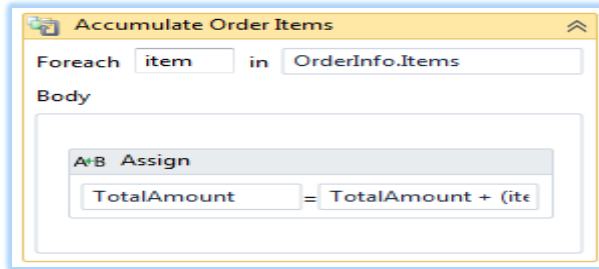 Accumulate Order Items
Foreach item in OrderInfo.Items
Body
A+B Assign
TotalAmount = TotalAmount + (ite